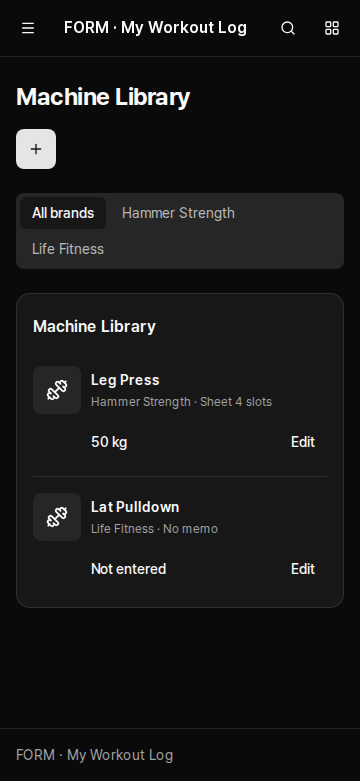 FORM · My Workout Log
Machine Library
All brands
Hammer Strength
Life Fitness
Machine Library
Leg Press
Hammer Strength · Sheet 4 slots
50 kg
Edit
Lat Pulldown
Life Fitness · No memo
Not entered
Edit
FORM · My Workout Log